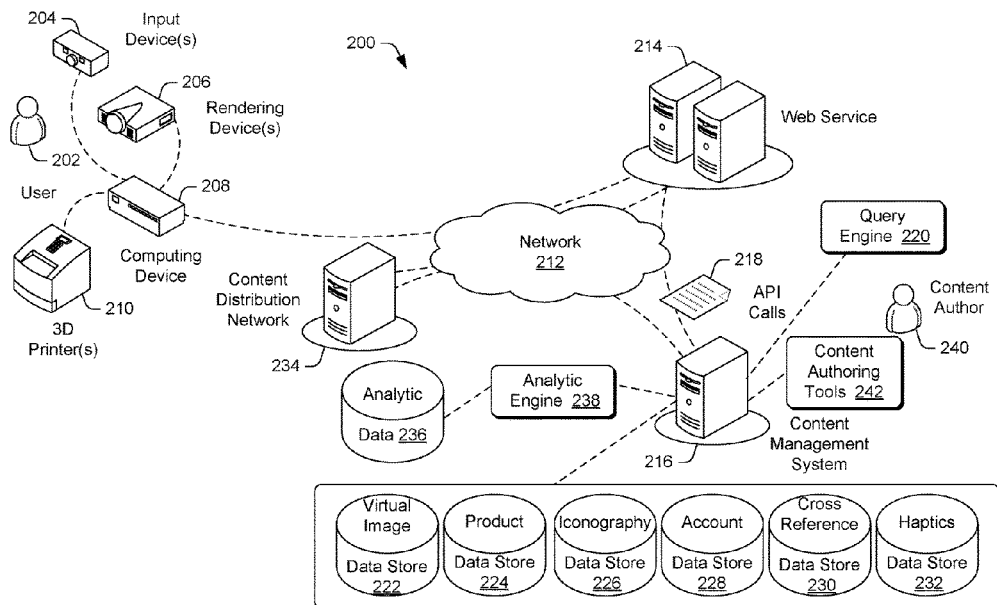 204
Input
Device(s)
200
206
Rendering
Device(s)
202
User
208
Computing
Device
210
3D
Printer(s)
214
Web Service
Network
212
Content
Distribution
Network
234
218
API
Calls
Query
Engine 220
Content
Author
240
Content
Authoring
Tools 242
Analytic
Data 236
Analytic
Engine 238
216
Content
Management
System
Virtual
Image
Data Store
222
Product
Data Store
224
Iconography
Data Store
226
Account
Data Store
228
Cross
Reference
Data Store
230
Haptics
Data Store
232